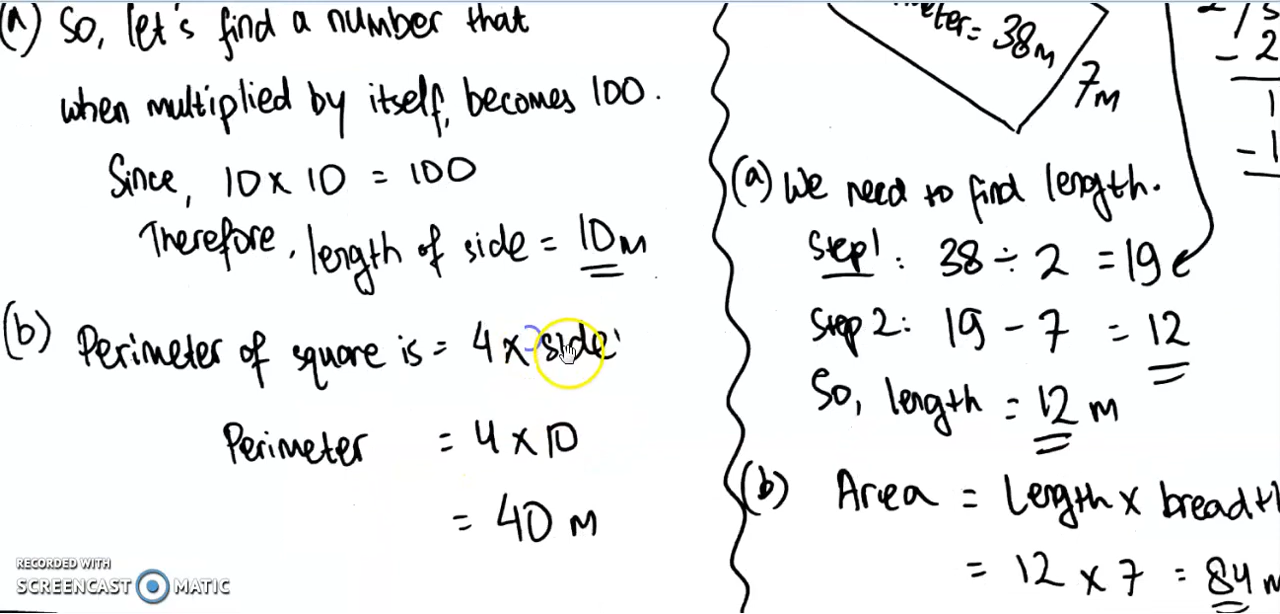 (a) So, let's find a number that
when multiplied by itself, becomes 100.
Since, 10 x 10 = 100
Therefore, length of side = 10m
(b) Perimeter of square is = 4 x side
Perimeter = 4 x 10
= 40 m
= 38m
7m
(a) We need to find length.
Step 1: 38 ÷ 2 = 19
Step 2: 19 - 7 = 12
So, length = 12 m
(b) Area = length x
= 12 x 7 = 84
- 2
1
- 1
RECORDED WITH
SCREENCAST MATIC